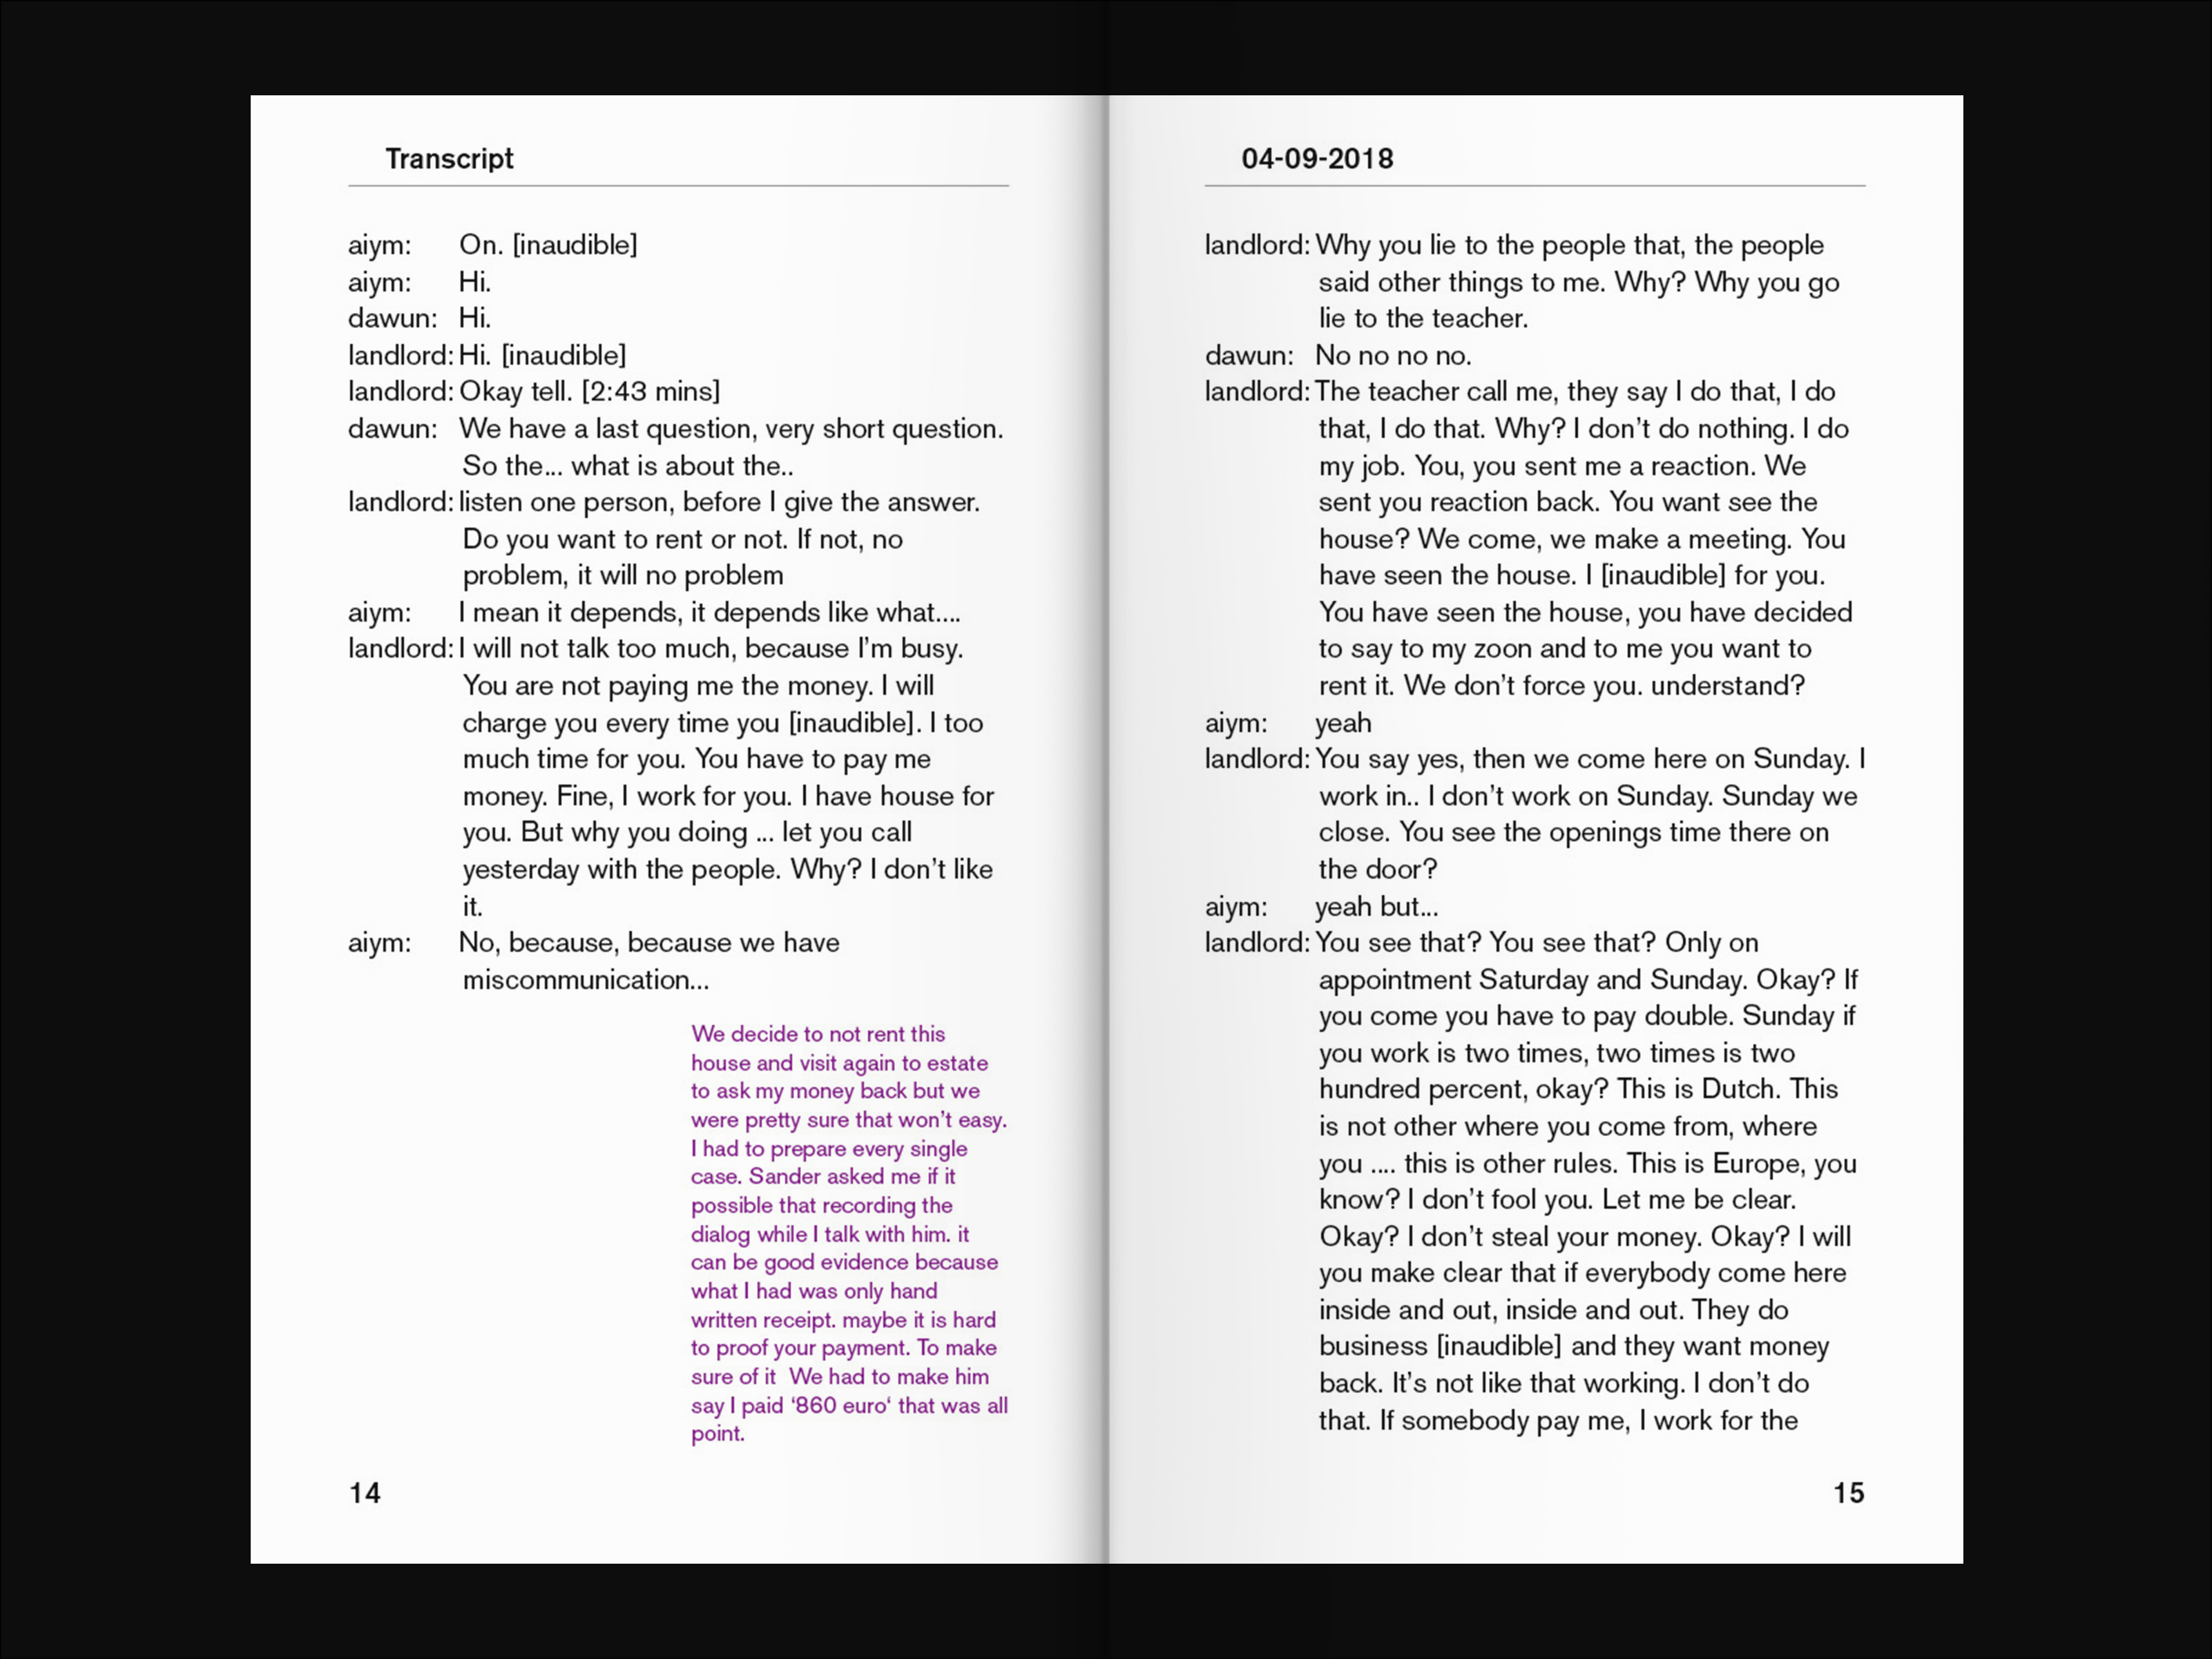 Transcript
aiym: On. [inaudible]
aiym: Hi.
dawun: Hi.
landlord: Hi. [inaudible]
landlord: Okay tell. [2:43 mins]
dawun: We have a last question, very short question.
So the... what is about the..
landlord: listen one person, before I give the answer.
Do you want to rent or not. If not, no
problem, it will no problem
aiym: I mean it depends, it depends like what....
landlord: I will not talk too much, because I'm busy.
You are not paying me the money. I will
charge you every time you [inaudible]. I too
much time for you. You have to pay me
money. Fine, I work for you. I have house for
you. But why you doing ... let you call
yesterday with the people. Why? I don't like
it.
aiym: No, because, because we have
miscommunication...
We decide to not rent this
house and visit again to estate
to ask my money back but we
were pretty sure that won't easy.
I had to prepare every single
case. Sander asked me if it
possible that recording the
dialog while I talk with him. it
can be good evidence because
what I had was only hand
written receipt. maybe it is hard
to proof your payment. To make
sure of it  We had to make him
say I paid ‘860 euro‘ that was all
point.
14
04-09-2018
landlord: Why you lie to the people that, the people
said other things to me. Why? Why you go
lie to the teacher.
dawun: No no no no.
landlord: The teacher call me, they say I do that, I do
that, I do that. Why? I don't do nothing. I do
my job. You, you sent me a reaction. We
sent you reaction back. You want see the
house? We come, we make a meeting. You
have seen the house. I [inaudible] for you.
You have seen the house, you have decided
to say to my zoon and to me you want to
rent it. We don't force you. understand?
aiym: yeah
landlord: You say yes, then we come here on Sunday. I
work in.. I don't work on Sunday. Sunday we
close. You see the openings time there on
the door?
aiym: yeah but...
landlord: You see that? You see that? Only on
appointment Saturday and Sunday. Okay? If
you come you have to pay double. Sunday if
you work is two times, two times is two
hundred percent, okay? This is Dutch. This
is not other where you come from, where
you .... this is other rules. This is Europe, you
know? I don't fool you. Let me be clear.
Okay? I don't steal your money. Okay? I will
you make clear that if everybody come here
inside and out, inside and out. They do
business [inaudible] and they want money
back. It's not like that working. I don't do
that. If somebody pay me, I work for the
15